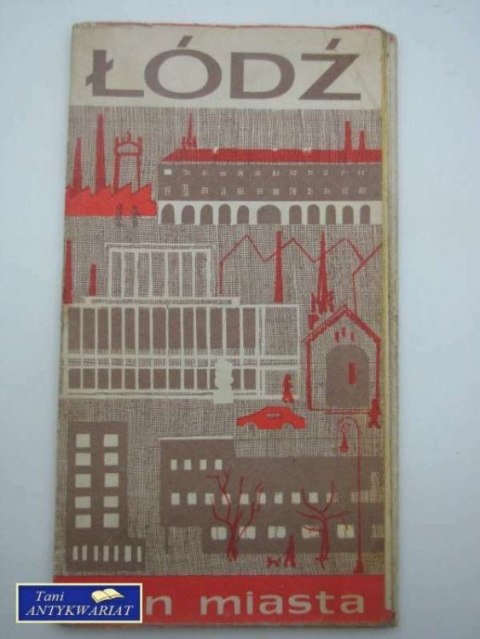 ŁÓDŹ
n miasta
Tani
ANTYKWARIAT